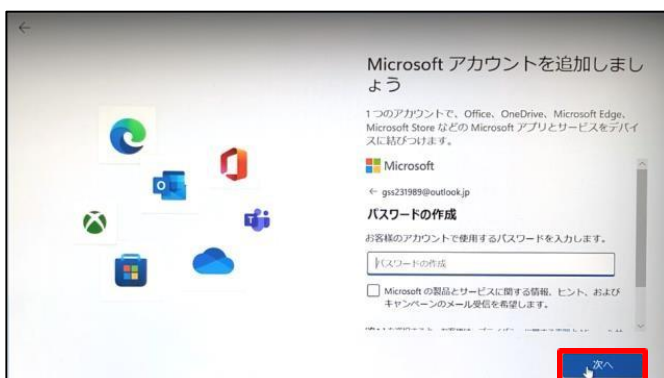 Microsoft アカウントを追加しまし
ょう
1 つのアカウントで、Office、OneDrive、Microsoft Edge、
Microsoft Store などの Microsoft アプリとサービスをデバイ
スに結びつけます。
Microsoft
← gss231989@outlook.jp
パスワードの作成
お客様のアカウントで使用するパスワードを入力します。
パスワードの作成
Microsoft の製品とサービスに関する情報、ヒント、および
キャンペーンのメール受信を希望します。
次へ